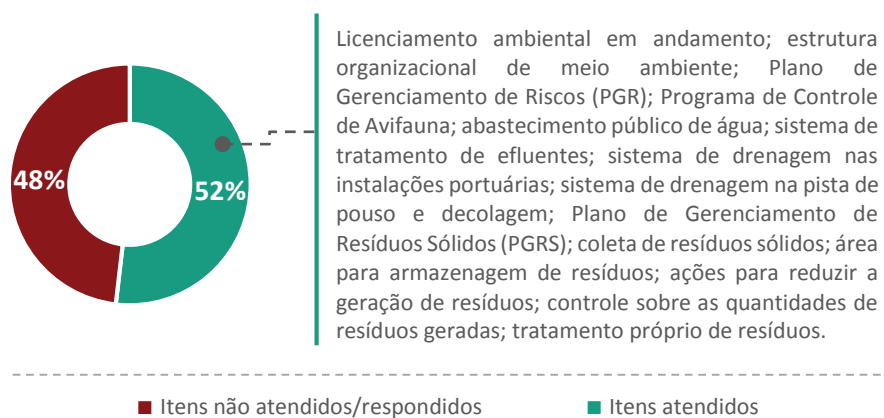 48%
52%
Licenciamento ambiental em andamento; estrutura
organizacional de meio ambiente; Plano de
Gerenciamento de Riscos (PGR); Programa de Controle
de Avifauna; abastecimento público de água; sistema de
tratamento de efluentes; sistema de drenagem nas
instalações portuárias; sistema de drenagem na pista de
pouso e decolagem; Plano de Gerenciamento de
Resíduos Sólidos (PGRS); coleta de resíduos sólidos; área
para armazenagem de resíduos; ações para reduzir a
geração de resíduos; controle sobre as quantidades de
resíduos geradas; tratamento próprio de resíduos.
Itens não atendidos/respondidos
Itens atendidos